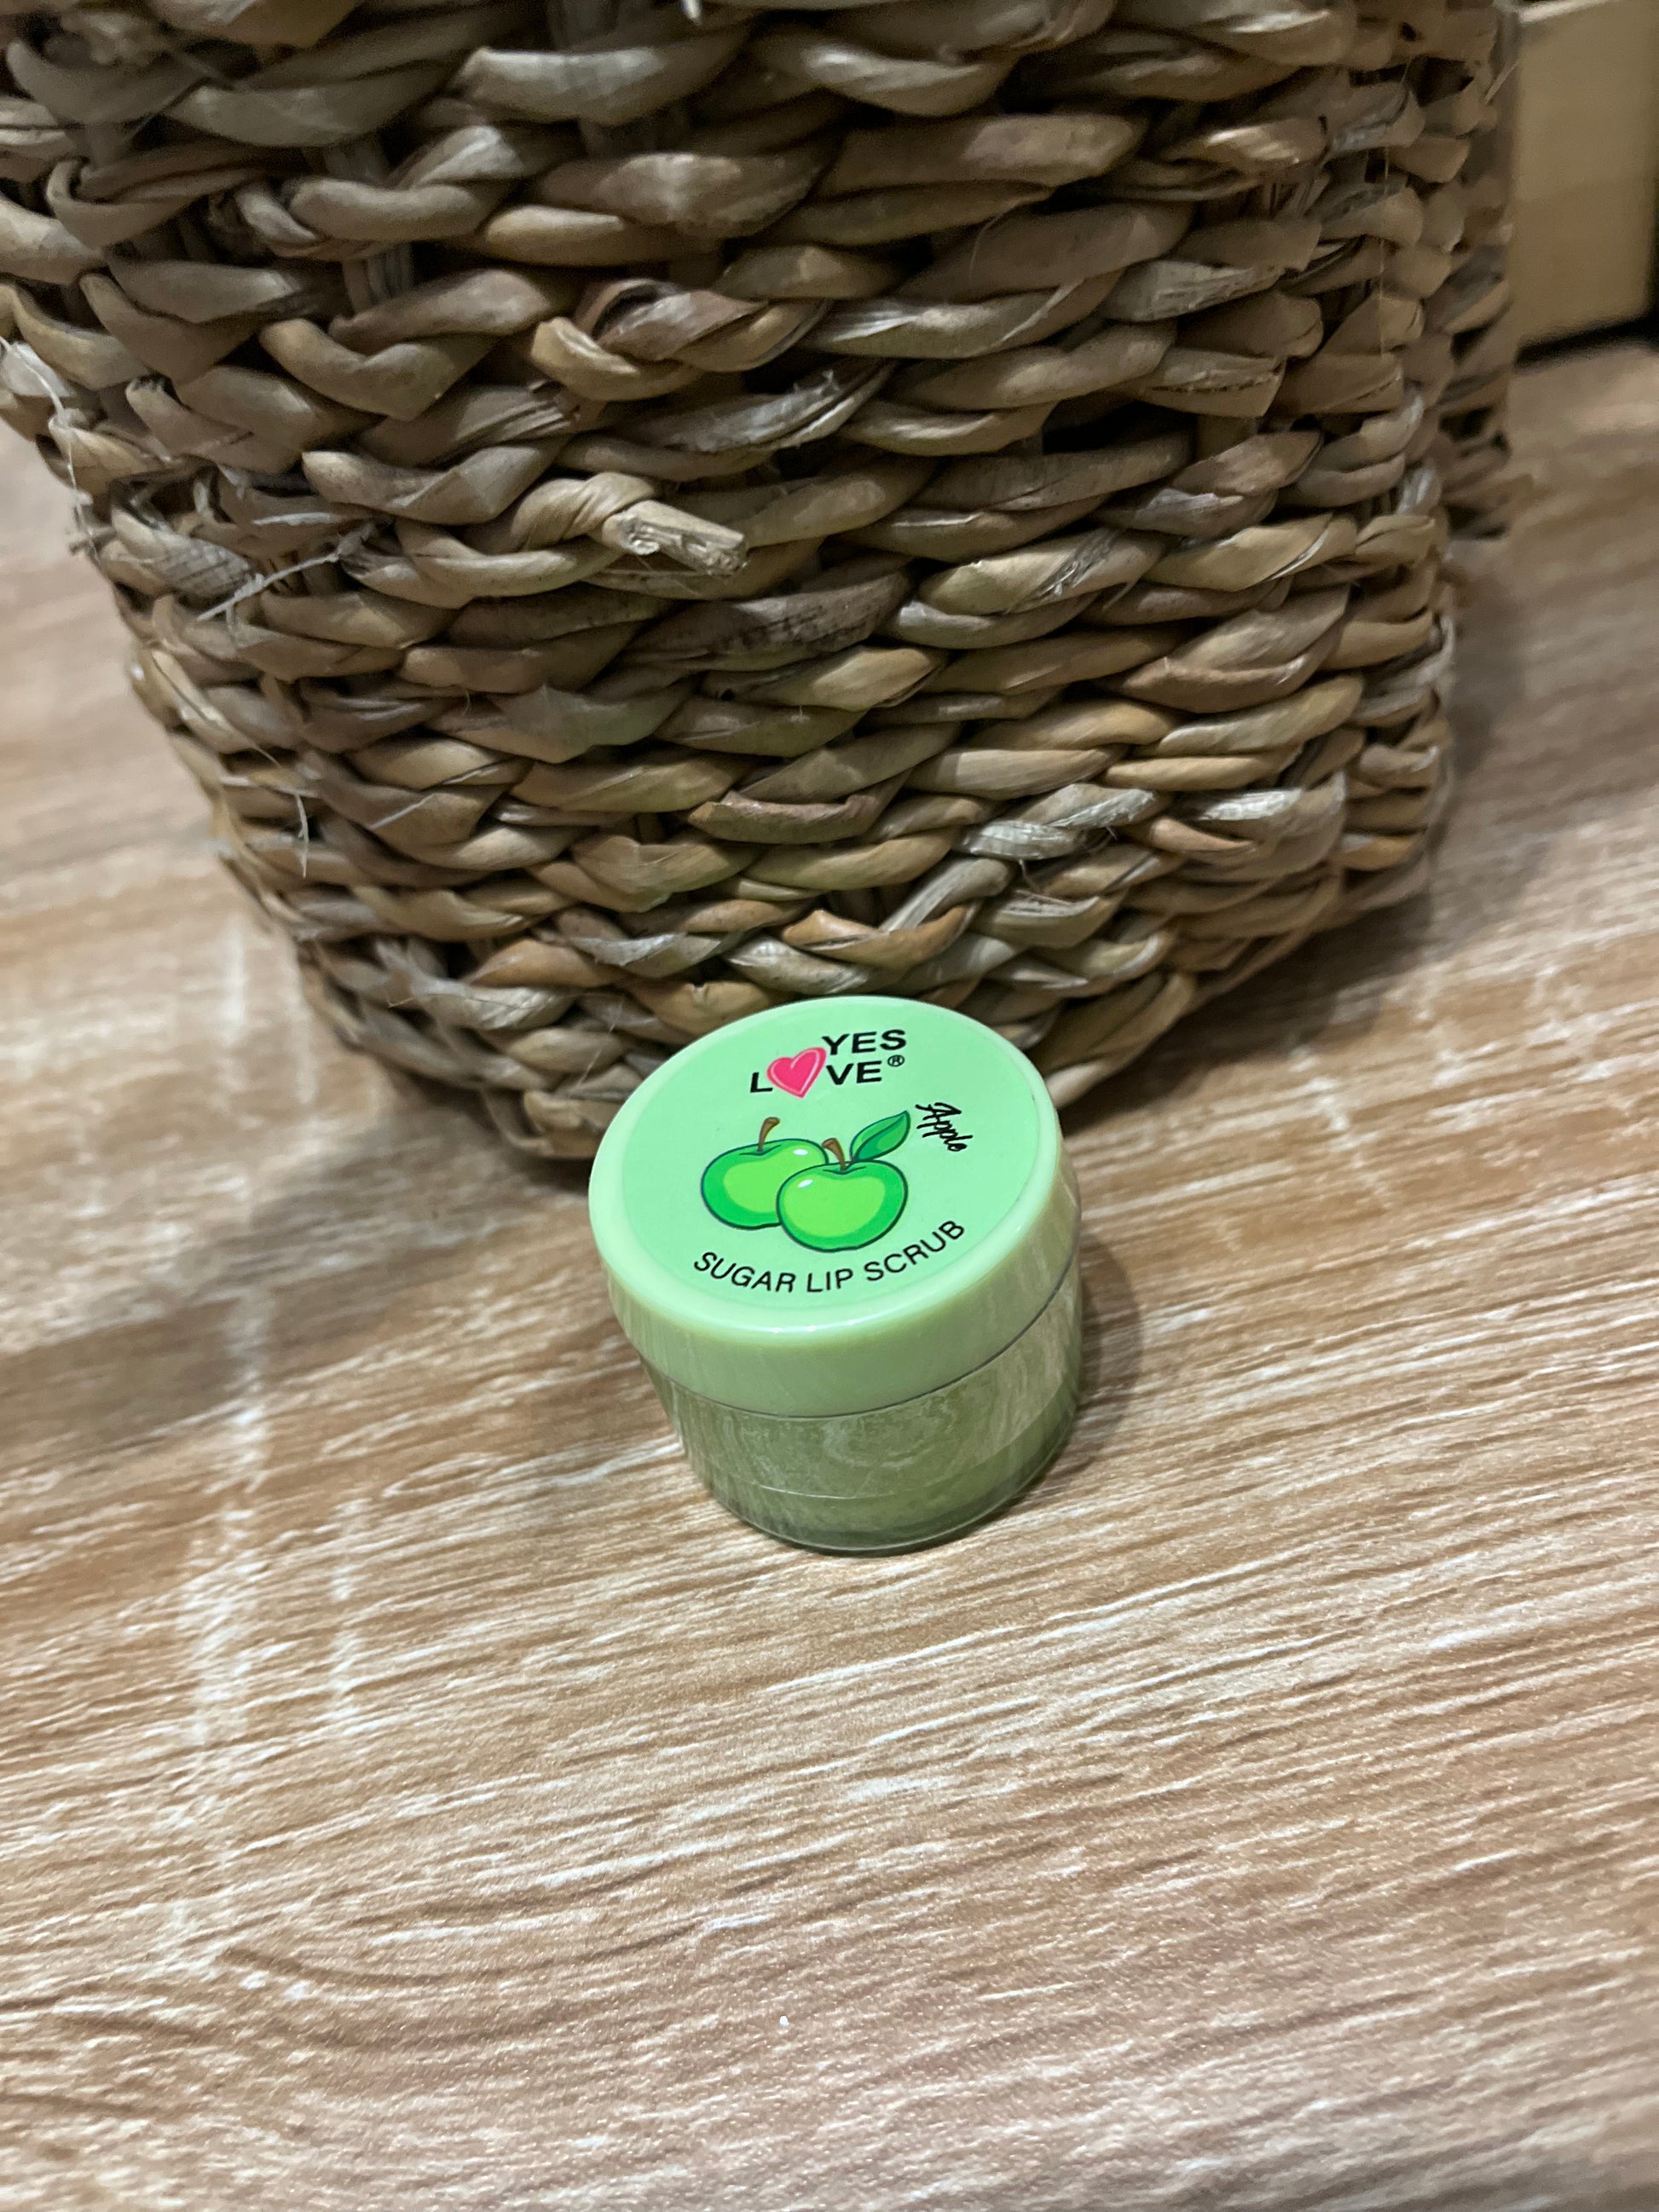 YES
LOVE®
Apple
SUGAR LIP SCRUB